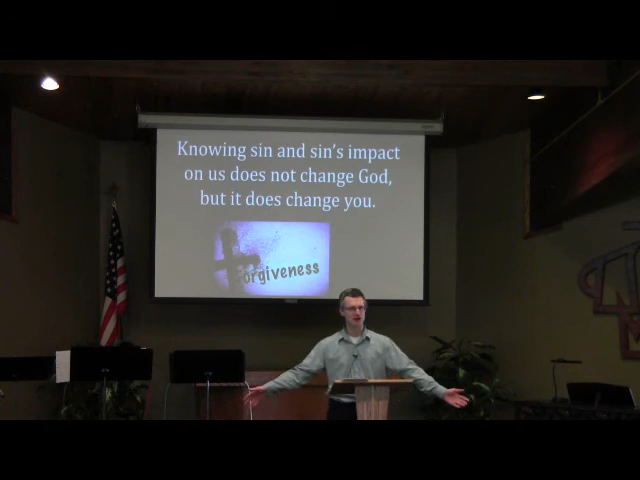 Knowing sin and sin's impact
on us does not change God,
but it does change you.
orgiveness